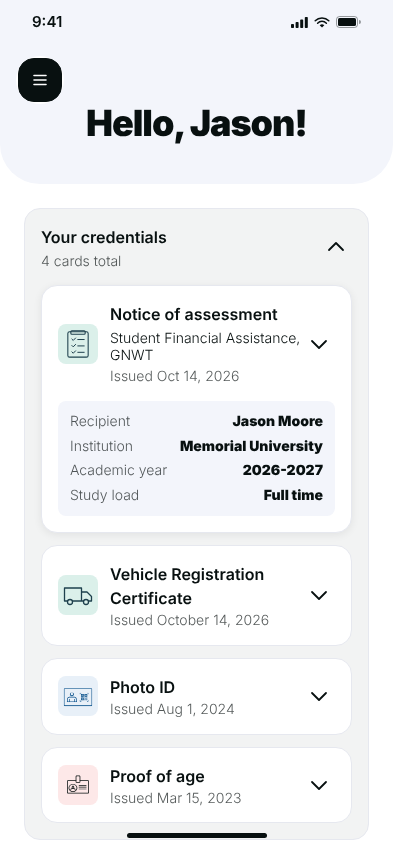 9:41
Hello, Jason!
Your credentials
4 cards total
Notice of assessment
Student Financial Assistance,
GNWT
Issued Oct 14, 2026
Recipient Jason Moore
Institution Memorial University
Academic year 2026-2027
Study load Full time
Vehicle Registration
Certificate
Issued October 14, 2026
Photo ID
Issued Aug 1, 2024
Proof of age
Issued Mar 15, 2023